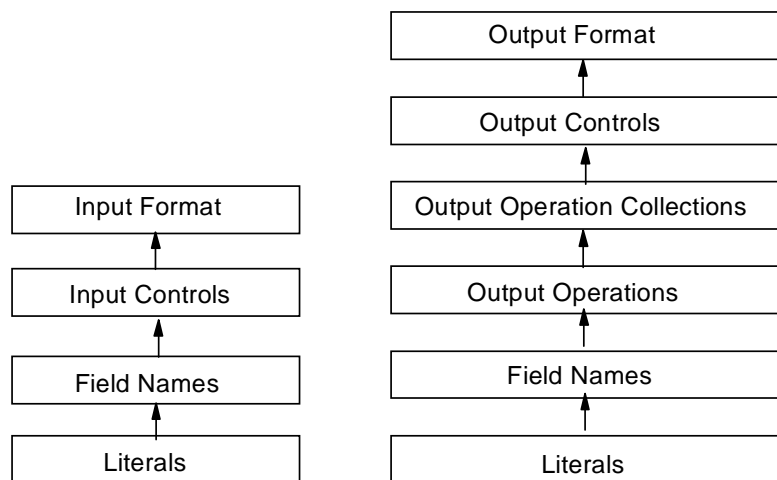 Input Format
Input Controls
Field Names
Literals
Output Format
Output Controls
Output Operation Collections
Output Operations
Field Names
Literals